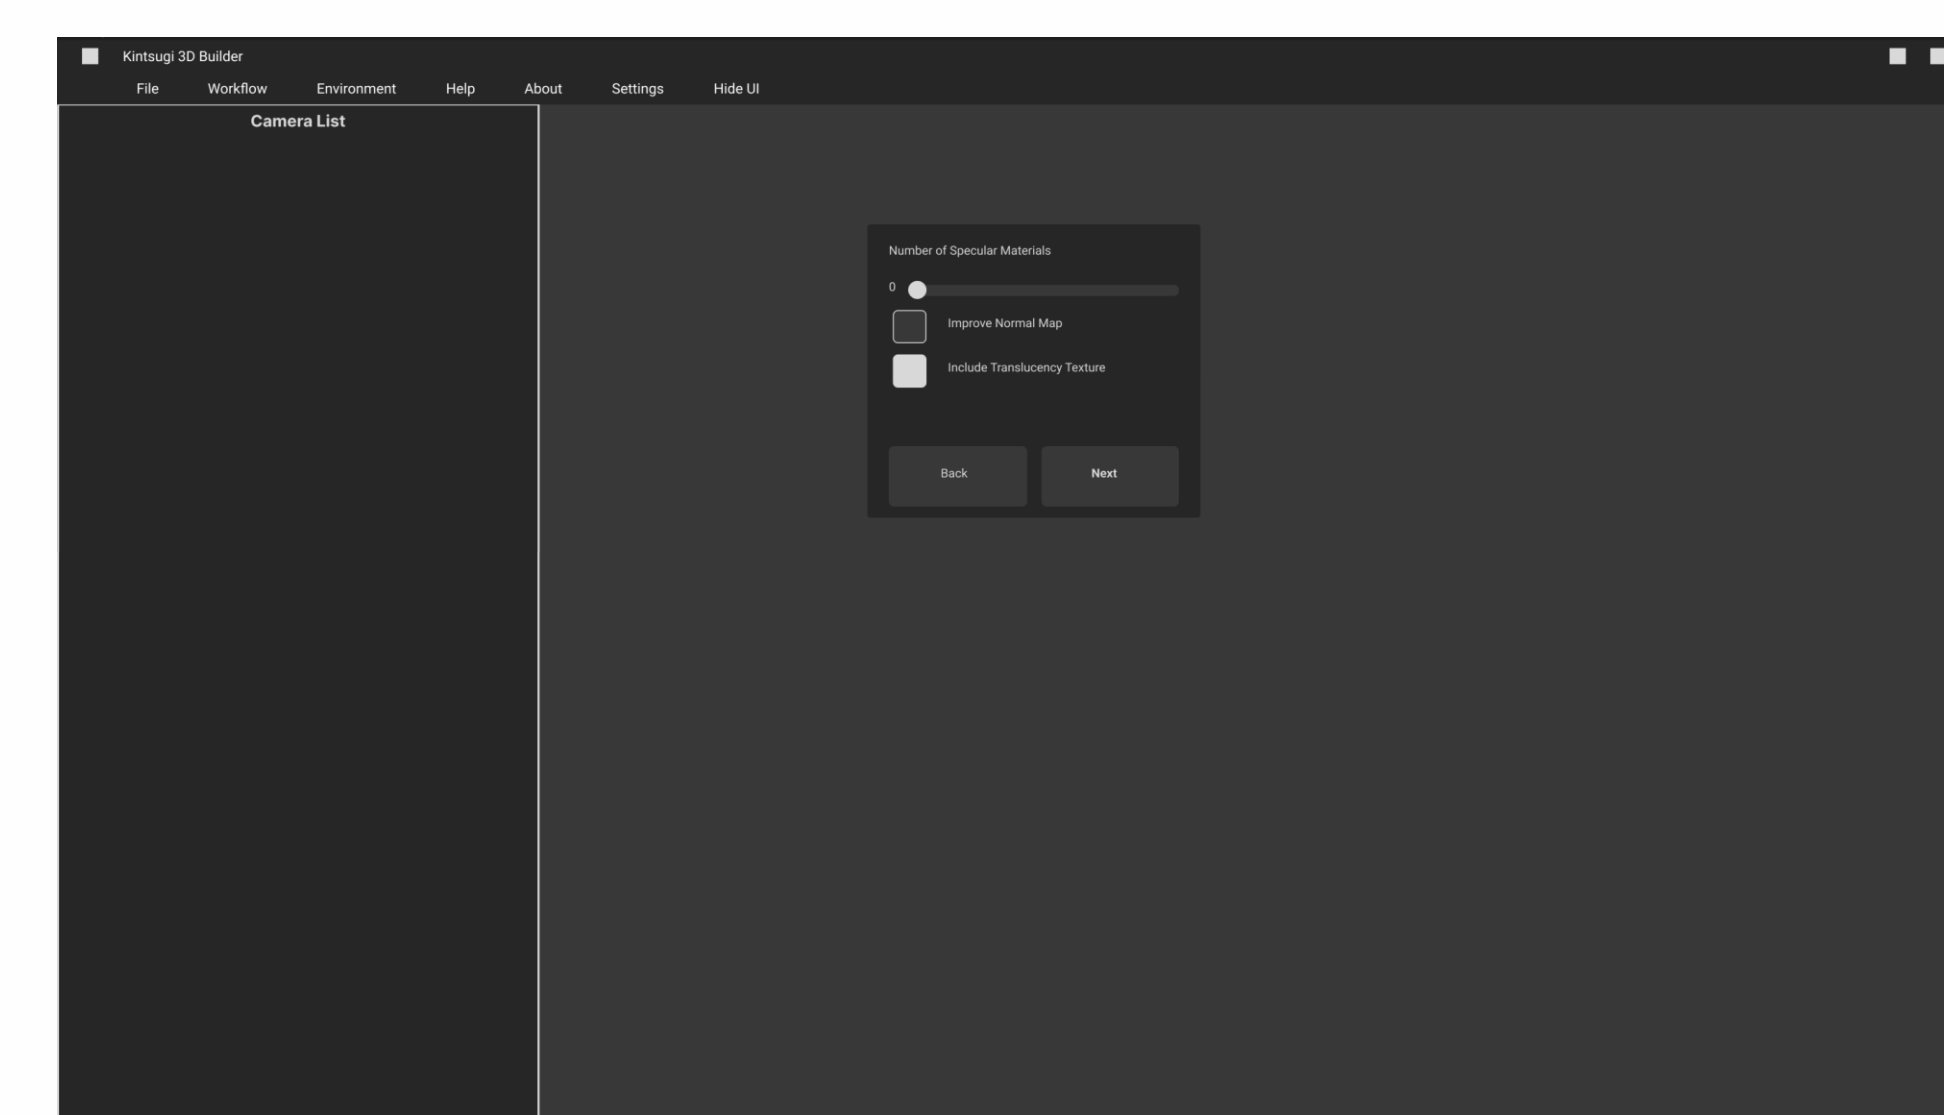 Kintsugi 3D Builder
File Workflow Environment Help About Settings Hide UI
Camera List
Number of Specular Materials
0
Improve Normal Map
Include Translucency Texture
Back Next